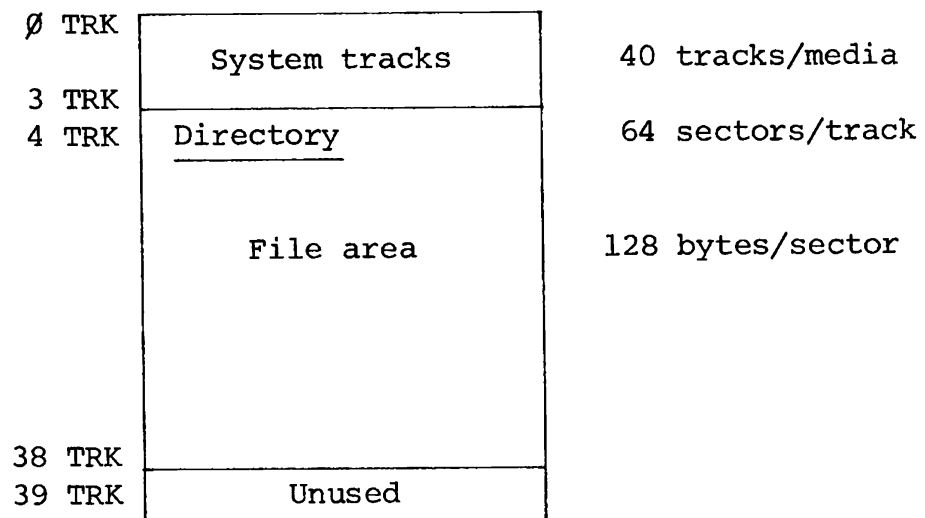 Ø TRK
System tracks
40 tracks/media
3 TRK
4 TRK
Directory
64 sectors/track
File area
128 bytes/sector
38 TRK
39 TRK
Unused